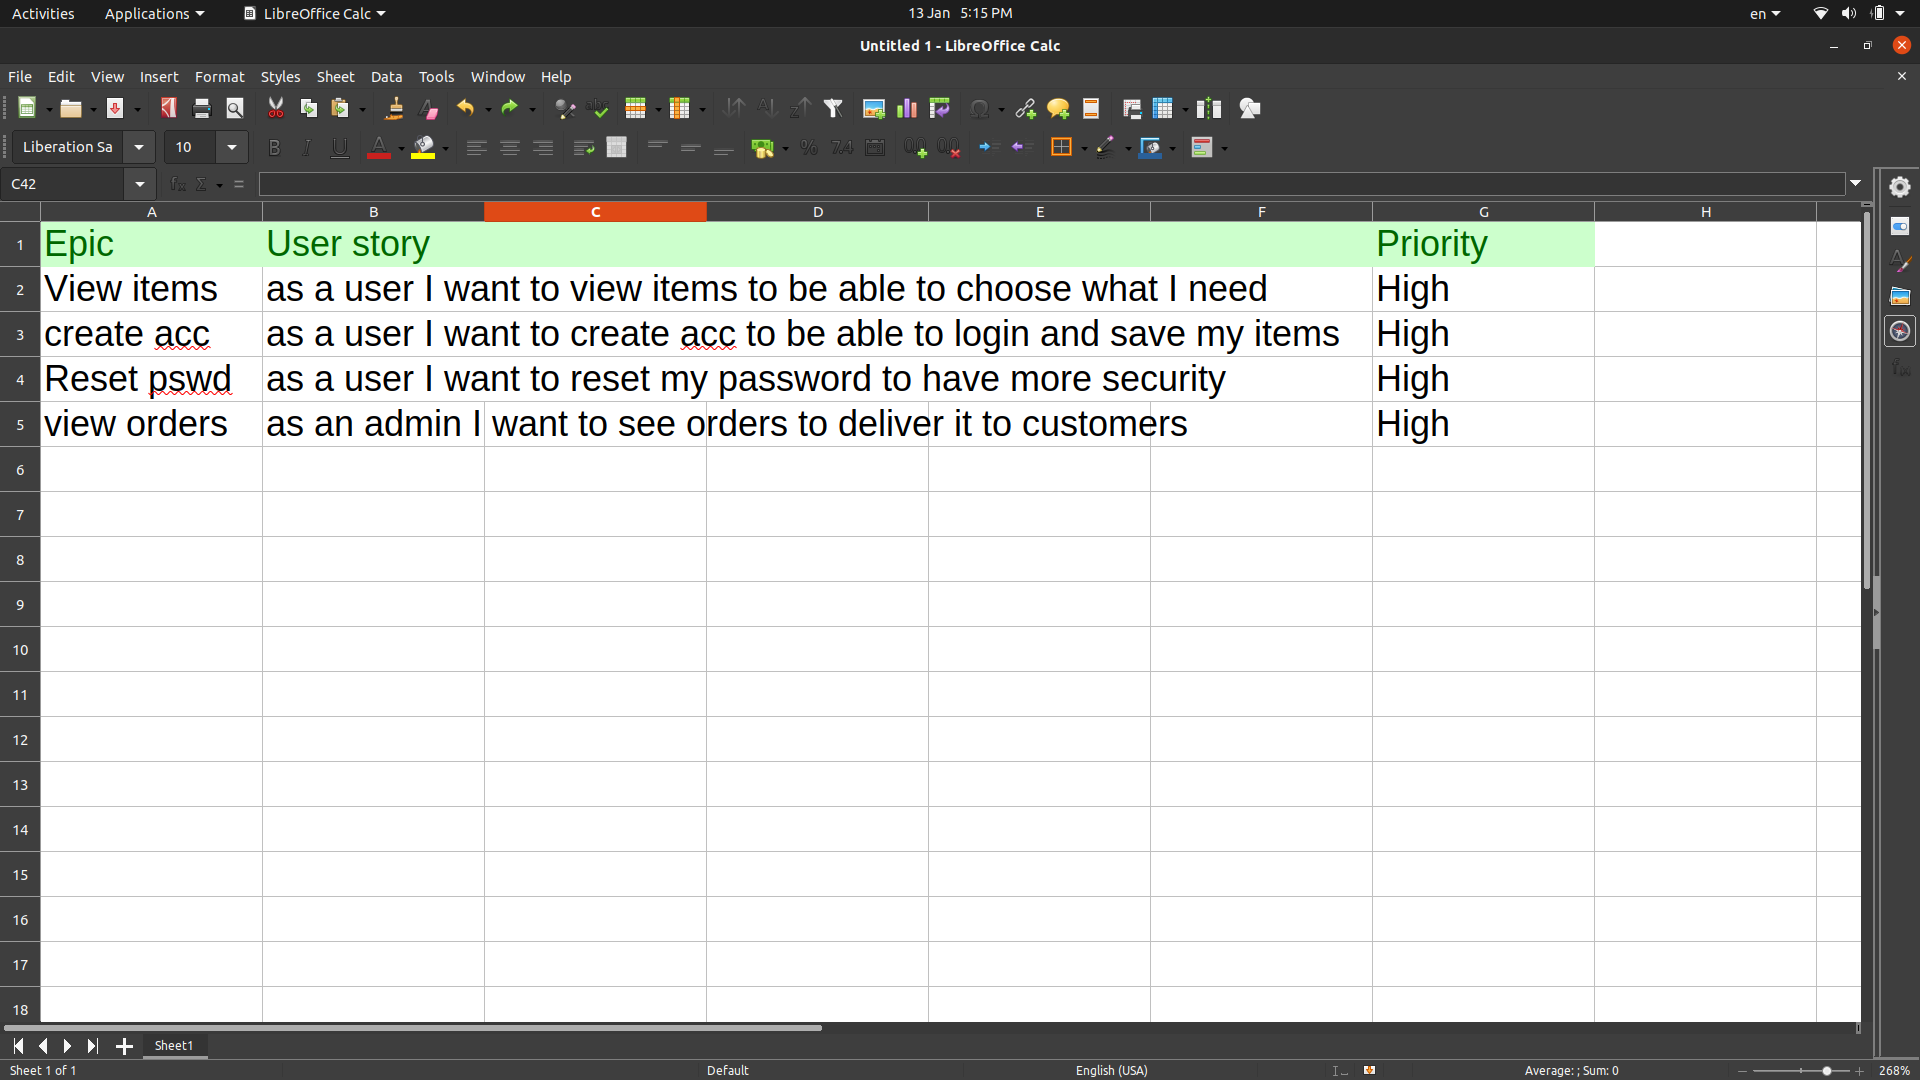 Activities Applications LibreOffice Calc 13 Jan 5:15 PM en
Untitled 1 - LibreOffice Calc
File Edit View Insert Format Styles Sheet Data Tools Window Help
Liberation Sa 10
C42
A B C D E F G H
1 Epic User story Priority
2 View items as a user I want to view items to be able to choose what I need High
3 create acc as a user I want to create acc to be able to login and save my items High
4 Reset pswd as a user I want to reset my password to have more security High
5 view orders as an admin I want to see orders to deliver it to customers High
6
7
8
9
10
11
12
13
14
15
16
17
18
Sheet1
Sheet 1 of 1 Default English (USA) Average: ; Sum: 0 268%